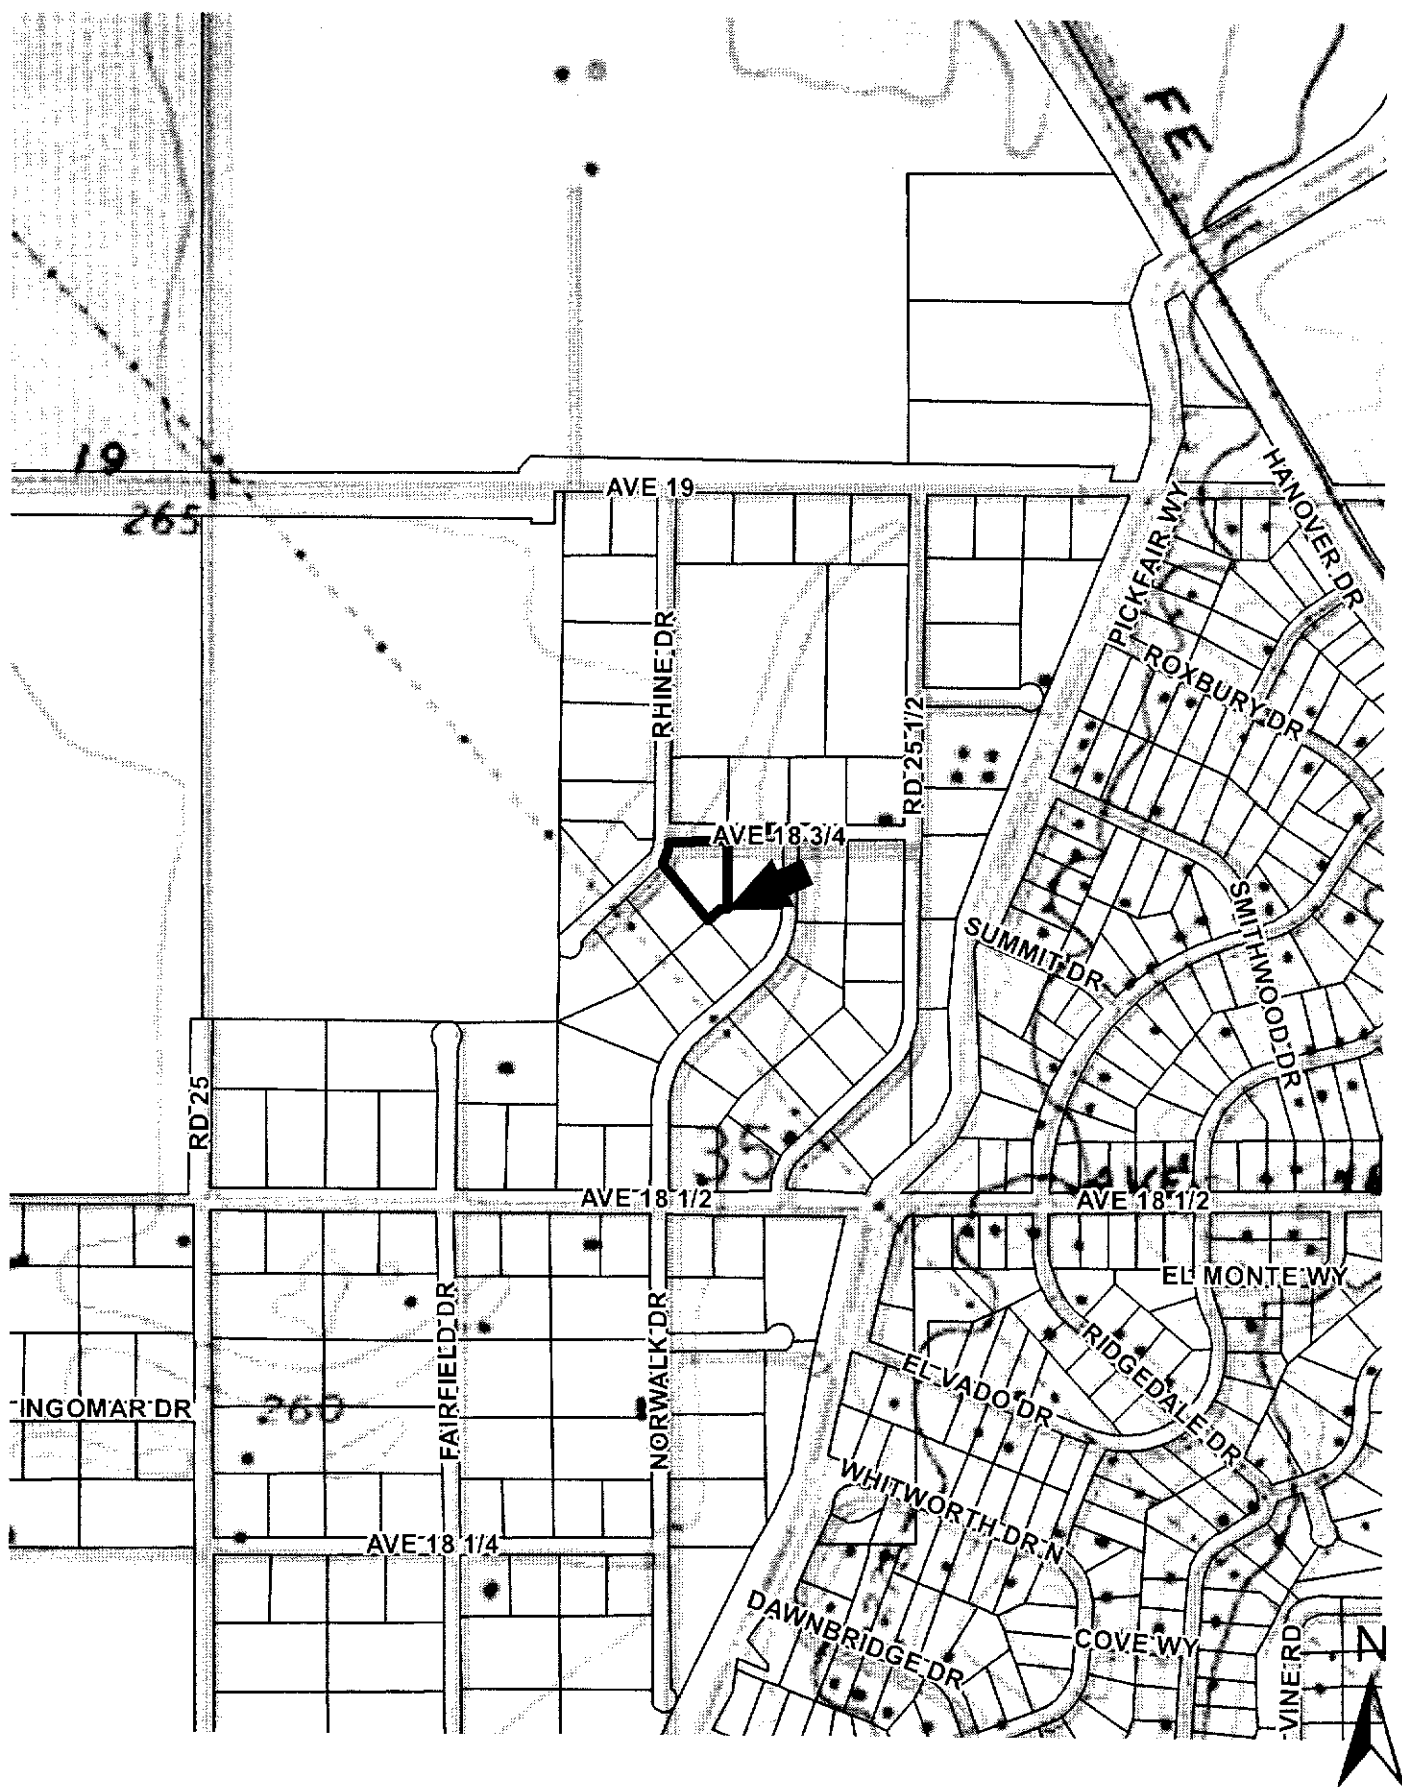 FE
19
265
AVE 19
HANOVER DR
PICKFAIR WY
RHINE DR
ROXBURY DR
RD 25 1/2
AVE 18 3/4
SMITHWOOD DR
SUMMIT DR
RD 25
35
AVE 18 1/2
AVE
AVE 18 1/2
EL MONTE WY
FAIRFIELD DR
NORWALK DR
RIDGEDALE DR
EL VADO DR
INGOMAR DR
260
WHITWORTH DR N
AVE 18 1/4
DAWNBRIDGE DR
COVE WY
VINE RD
N